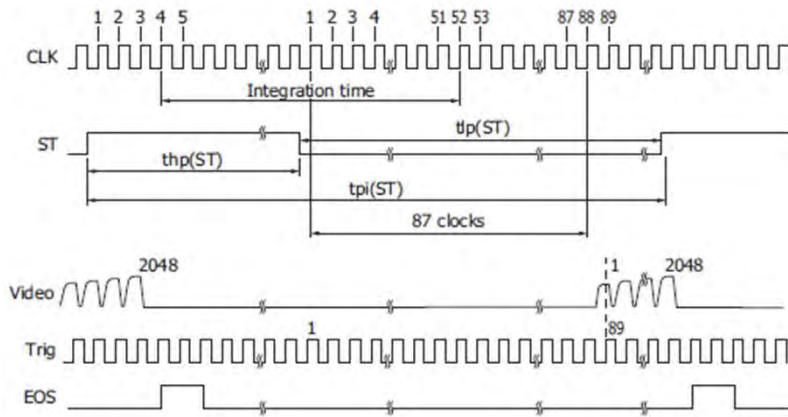 1 2 3 4 5 1 2 3 4 51 52 53 87 88 89
CLK
Integration time
ST
tlp(ST)
thp(ST)
tpi(ST)
87 clocks
2048 1 2048
Video
1 89
Trig
EOS